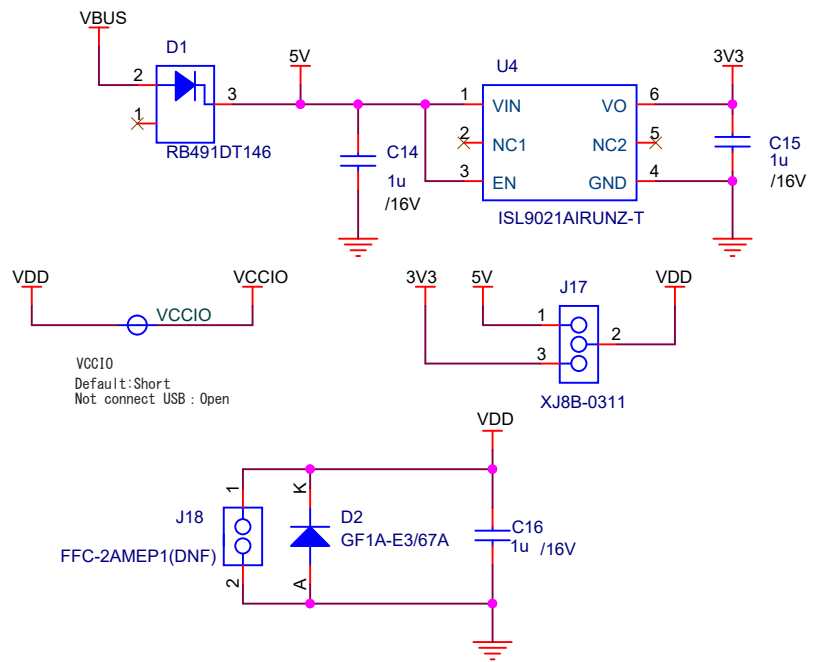 VBUS
D1
2
3
1
RB491DT146
5V
C14
1u
/16V
U4
1
VIN
VO
6
2
NC1
NC2
5
3
EN
GND
4
ISL9021AIRUNZ-T
3V3
C15
1u
/16V
VDD
VCCIO
VCCIO
VCCIO
Default:Short
Not connect USB : Open
3V3
5V
J17
VDD
1
2
3
XJ8B-0311
VDD
1
K
J18
D2
C16
GF1A-E3/67A
1u /16V
FFC-2AMEP1(DNF)
2
A